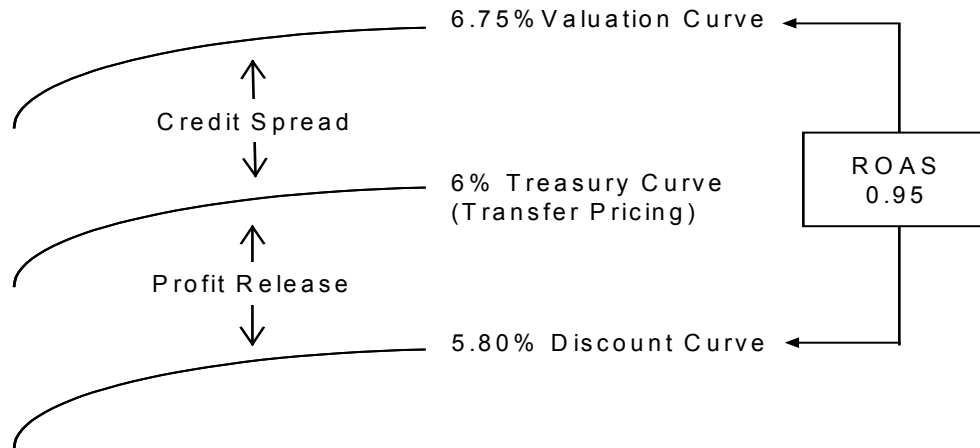 6.75% Valuation Curve
Credit Spread
6% Treasury Curve
(Transfer Pricing)
ROAS
0.95
Profit Release
5.80% Discount Curve